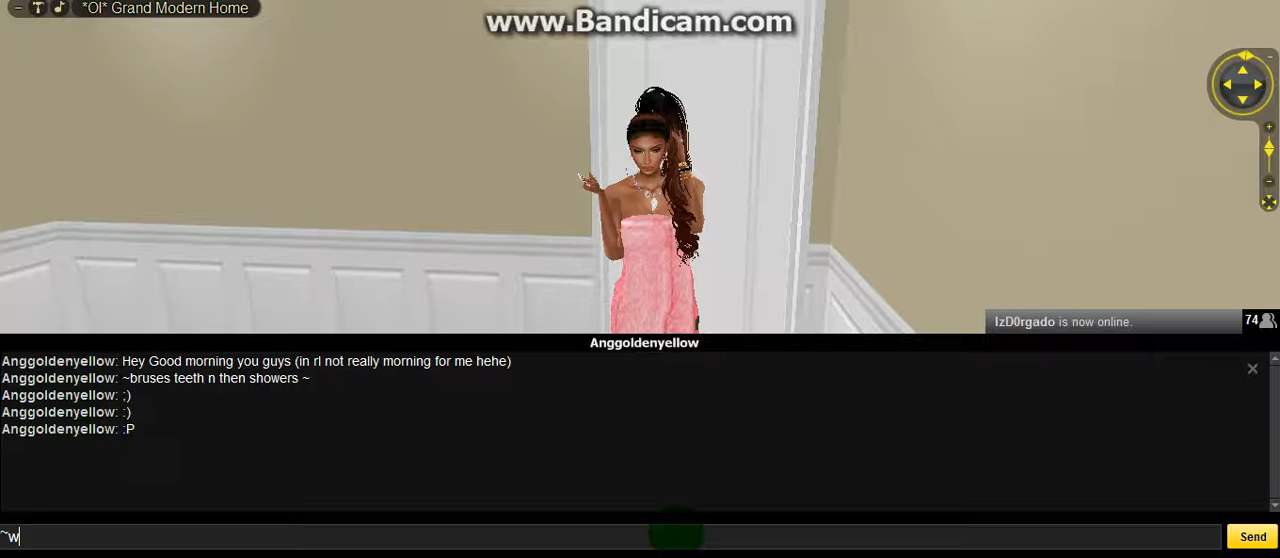 *Ol* Grand Modern Home
www.Bandicam.com
IzD0rgado is now online.
74
Anggoldenyellow
Anggoldenyellow: Hey Good morning you guys (in rl not really morning for me hehe)
Anggoldenyellow: ~bruses teeth n then showers ~
Anggoldenyellow: ;)
Anggoldenyellow: :)
Anggoldenyellow: :P
~w
Send